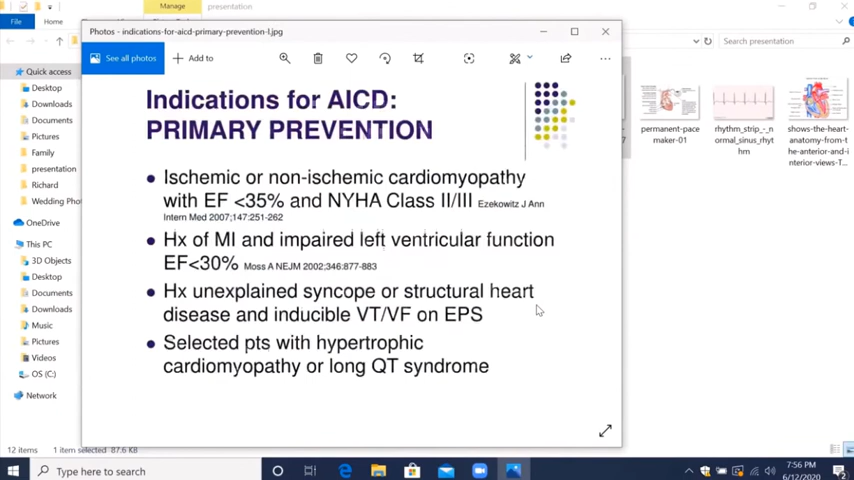 Manage
presentation
File
Home
Search presentation
Photos - indications-for-aicd-primary-prevention-l.jpg
See all photos
Add to
Quick access
Desktop
Downloads
Documents
Pictures
Family
presentation
Richard
Wedding Pho
OneDrive
This PC
3D Objects
Desktop
Documents
Downloads
Music
Pictures
Videos
OS (C:)
Network
Indications for AICD:
PRIMARY PREVENTION
Ischemic or non-ischemic cardiomyopathy
with EF <35% and NYHA Class II/III Ezekowitz J Ann
Intern Med 2007;147:251-262
Hx of MI and impaired left ventricular function
EF<30% Moss A NEJM 2002;346:877-883
Hx unexplained syncope or structural heart
disease and inducible VT/VF on EPS
Selected pts with hypertrophic
cardiomyopathy or long QT syndrome
permanent-pace
maker-01
rhythm_strip_-_n
ormal_sinus_rhyt
hm
shows-the-heart-
anatomy-from-t
he-anterior-and-i
nterior-views-T...
12 items
1 item selected 87.6 KB
Type here to search
7:56 PM
6/12/2020
2